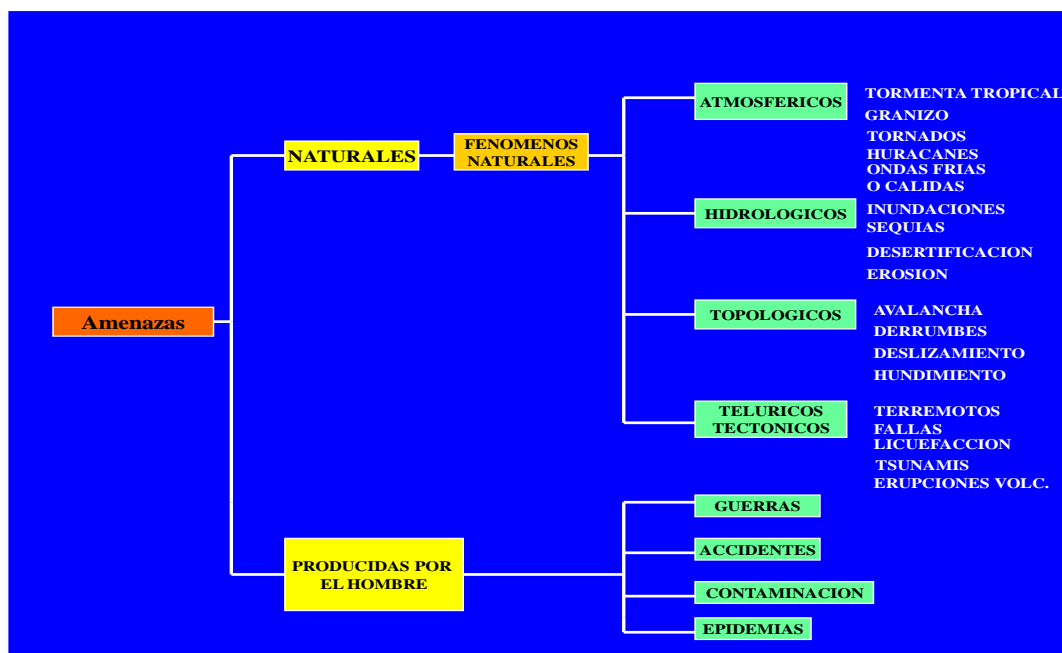 Amenazas
NATURALES
FENOMENOS
NATURALES
ATMOSFERICOS
TORMENTA TROPICAL
GRANIZO
TORNADOS
HURACANES
ONDAS FRIAS
O CALIDAS
HIDROLOGICOS
INUNDACIONES
SEQUIAS
DESERTIFICACION
EROSION
TOPOLOGICOS
AVALANCHA
DERRUMBES
DESLIZAMIENTO
HUNDIMIENTO
TELURICOS
TECTONICOS
TERREMOTOS
FALLAS
LICUEFACCION
TSUNAMIS
ERUPCIONES VOLC.
PRODUCIDAS POR
EL HOMBRE
GUERRAS
ACCIDENTES
CONTAMINACION
EPIDEMIAS